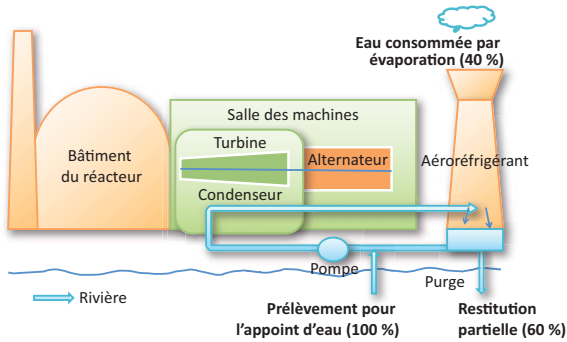 Eau consommée par
évaporation (40 %)
Salle des machines
Turbine
Bâtiment
du réacteur
Alternateur
Aéroréfrigérant
Condenseur
Pompe
Purge
Rivière
Prélèvement pour
l’appoint d’eau (100 %)
Restitution
partielle (60 %)